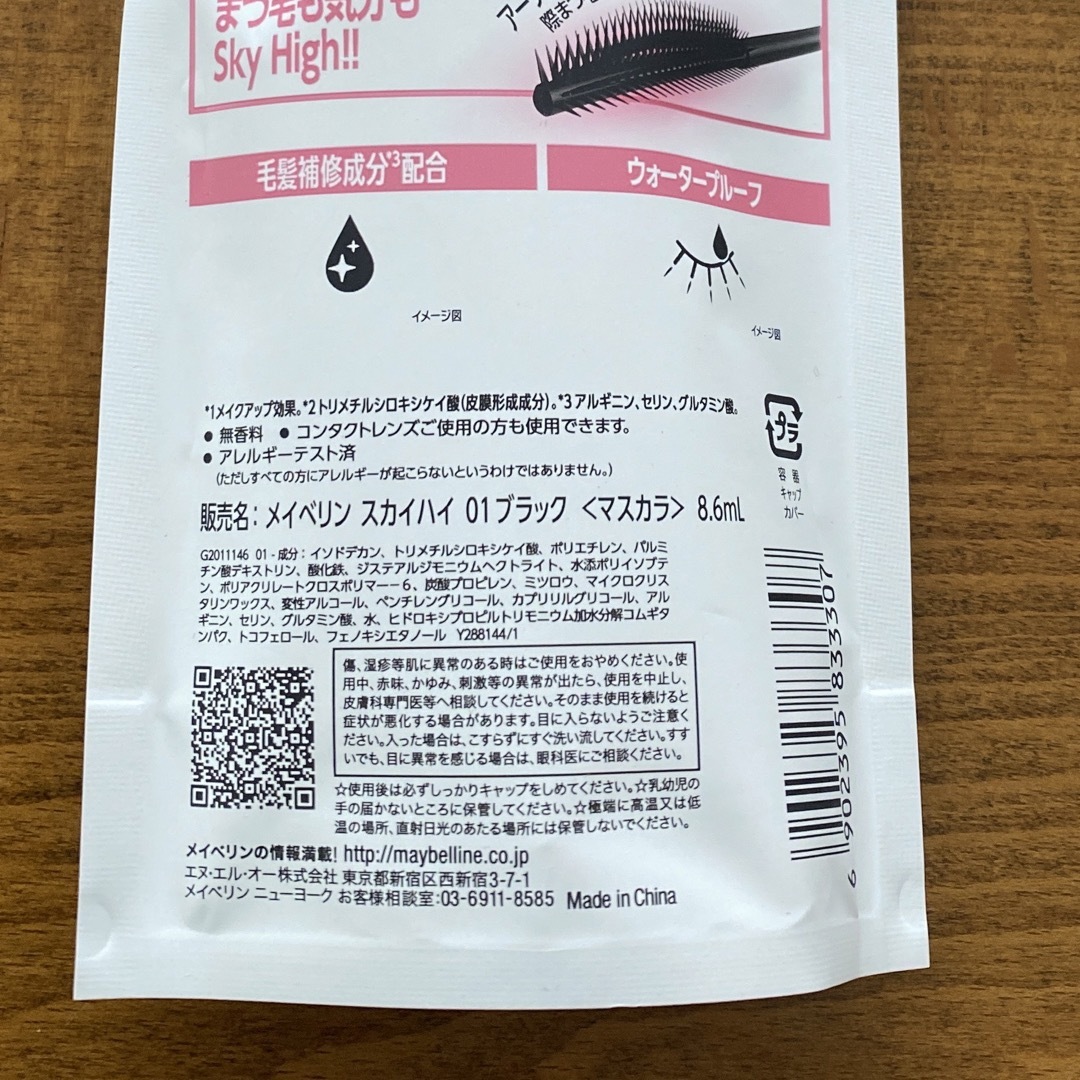 まつ毛も気分も
Sky High!!
毛髪補修成分*3配合
ウォータープルーフ
イメージ図
イメージ図
*1メイクアップ効果。*2トリメチルシロキシケイ酸(皮膜形成成分)。*3アルギニン、セリン、グルタミン酸。
● 無香料 ● コンタクトレンズご使用の方も使用できます。
● アレルギーテスト済
(ただしすべての方にアレルギーが起こらないというわけではありません。)
プラ
容器
キャップ
カバー
販売名: メイベリン スカイハイ 01ブラック <マスカラ> 8.6mL
G2011146 01 - 成分: イソドデカン、トリメチルシロキシケイ酸、ポリエチレン、パルミ
チン酸デキストリン、酸化鉄、ジステアルジモニウムヘクトライト、水添ポリイソブテ
ン、ポリアクリレートクロスポリマー-6、炭酸プロピレン、ミツロウ、マイクロクリス
タリンワックス、変性アルコール、ペンチレングリコール、カプリリルグリコール、アル
ギニン、セリン、グルタミン酸、水、ヒドロキシプロピルトリモニウム加水分解コムギタ
ンパク、トコフェロール、フェノキシエタノール Y288144/1
傷、湿疹等肌に異常のある時はご使用をおやめください。使
用中、赤味、かゆみ、刺激等の異常が出たら、使用を中止し、
皮膚科専門医等へ相談してください。そのまま使用を続けると
症状が悪化する場合があります。目に入らないようご注意く
ださい。入った場合は、こすらずにすぐ洗い流してください。すす
いでも、目に異常を感じる場合は、眼科医にご相談ください。
☆使用後は必ずしっかりキャップをしめてください。☆乳幼児の
手の届かないところに保管してください。☆極端に高温又は低
温の場所、直射日光のあたる場所には保管しないでください。
メイベリンの情報満載! http://maybelline.co.jp
エヌ・エル・オー株式会社 東京都新宿区西新宿3-7-1
メイベリン ニューヨーク お客様相談室:03-6911-8585 Made in China
6 902395 833307